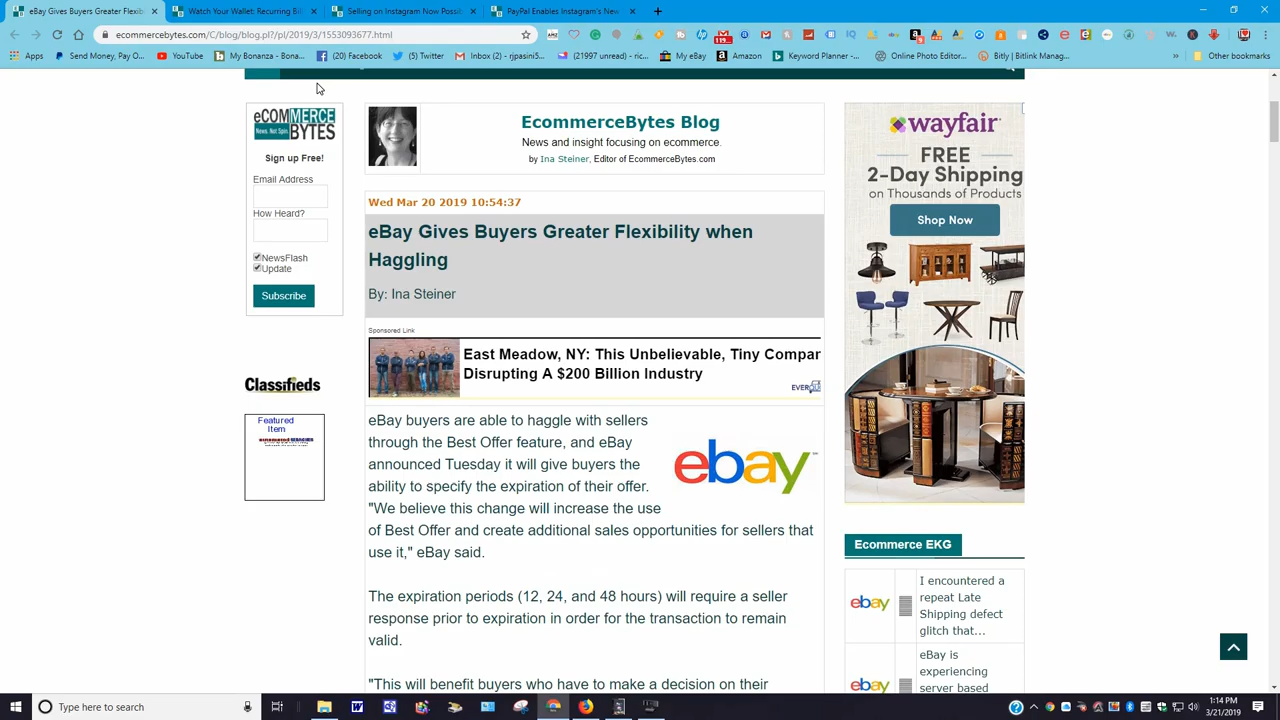 eBay Gives Buyers Greater Flexibi
Watch Your Wallet: Recurring Bil
Selling on Instagram Now Possib
PayPal Enables Instagram's New
ecommercebytes.com/C/blog/blog.pl?/pl/2019/3/1553093677.html
Apps
Send Money, Pay O...
YouTube
My Bonanza - Bonan...
(20) Facebook
(5) Twitter
Inbox (2) - rjpasini5...
(21997 unread) - ric...
My eBay
Amazon
Keyword Planner -...
Online Photo Editor...
Bitly | Bitlink Manag...
Other bookmarks
eCOMMERCE
BYTES
News. Not Spin
Sign up Free!
Email Address
How Heard?
NewsFlash
Update
Subscribe
Classifieds
Featured
Item
EcommerceBytes Blog
News and insight focusing on ecommerce.
by Ina Steiner, Editor of EcommerceBytes.com
Wed Mar 20 2019 10:54:37
eBay Gives Buyers Greater Flexibility when
Haggling
By: Ina Steiner
Sponsored Link
East Meadow, NY: This Unbelievable, Tiny Compar
Disrupting A $200 Billion Industry
eBay buyers are able to haggle with sellers
through the Best Offer feature, and eBay
announced Tuesday it will give buyers the
ability to specify the expiration of their offer.
"We believe this change will increase the use
of Best Offer and create additional sales opportunities for sellers that
use it," eBay said.
ebay
The expiration periods (12, 24, and 48 hours) will require a seller
response prior to expiration in order for the transaction to remain
valid.
"This will benefit buyers who have to make a decision on their
wayfair
FREE
2-Day Shipping
on Thousands of Products
Shop Now
Ecommerce EKG
ebay
I encountered a
repeat Late
Shipping defect
glitch that...
ebay
eBay is
experiencing
server based
Type here to search
1:14 PM
3/21/2019